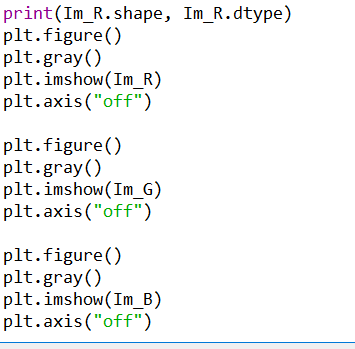 print(Im_R.shape, Im_R.dtype)
plt.figure()
plt.gray()
plt.imshow(Im_R)
plt.axis("off")
plt.figure()
plt.gray()
plt.imshow(Im_G)
plt.axis("off")
plt.figure()
plt.gray()
plt.imshow(Im_B)
plt.axis("off")